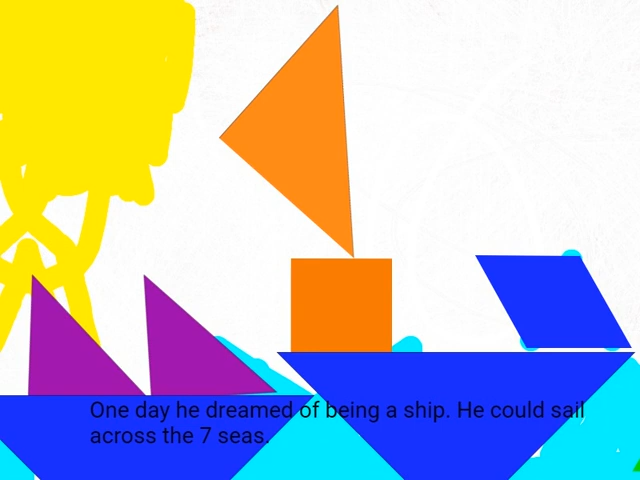 One day he dreamed of being a ship. He could sail
across the 7 seas.